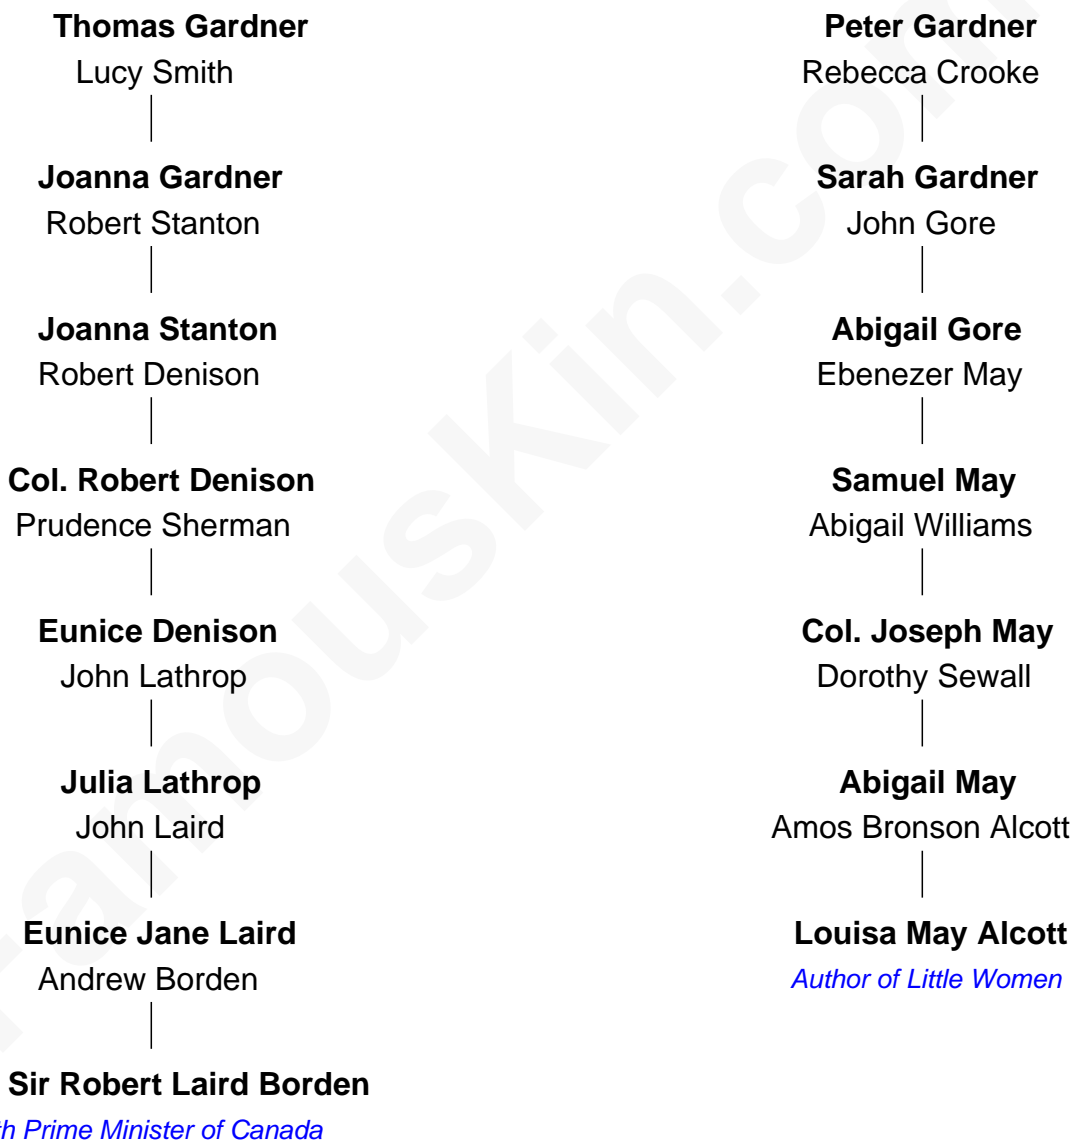 Thomas Gardner
Lucy Smith
Joanna Gardner
Robert Stanton
Joanna Stanton
Robert Denison
Col. Robert Denison
Prudence Sherman
Eunice Denison
John Lathrop
Julia Lathrop
John Laird
Eunice Jane Laird
Andrew Borden
Sir Robert Laird Borden
Prime Minister of Canada
Peter Gardner
Rebecca Crooke
Sarah Gardner
John Gore
Abigail Gore
Ebenezer May
Samuel May
Abigail Williams
Col. Joseph May
Dorothy Sewall
Abigail May
Amos Bronson Alcott
Louisa May Alcott
Author of Little Women
FamousKin.com